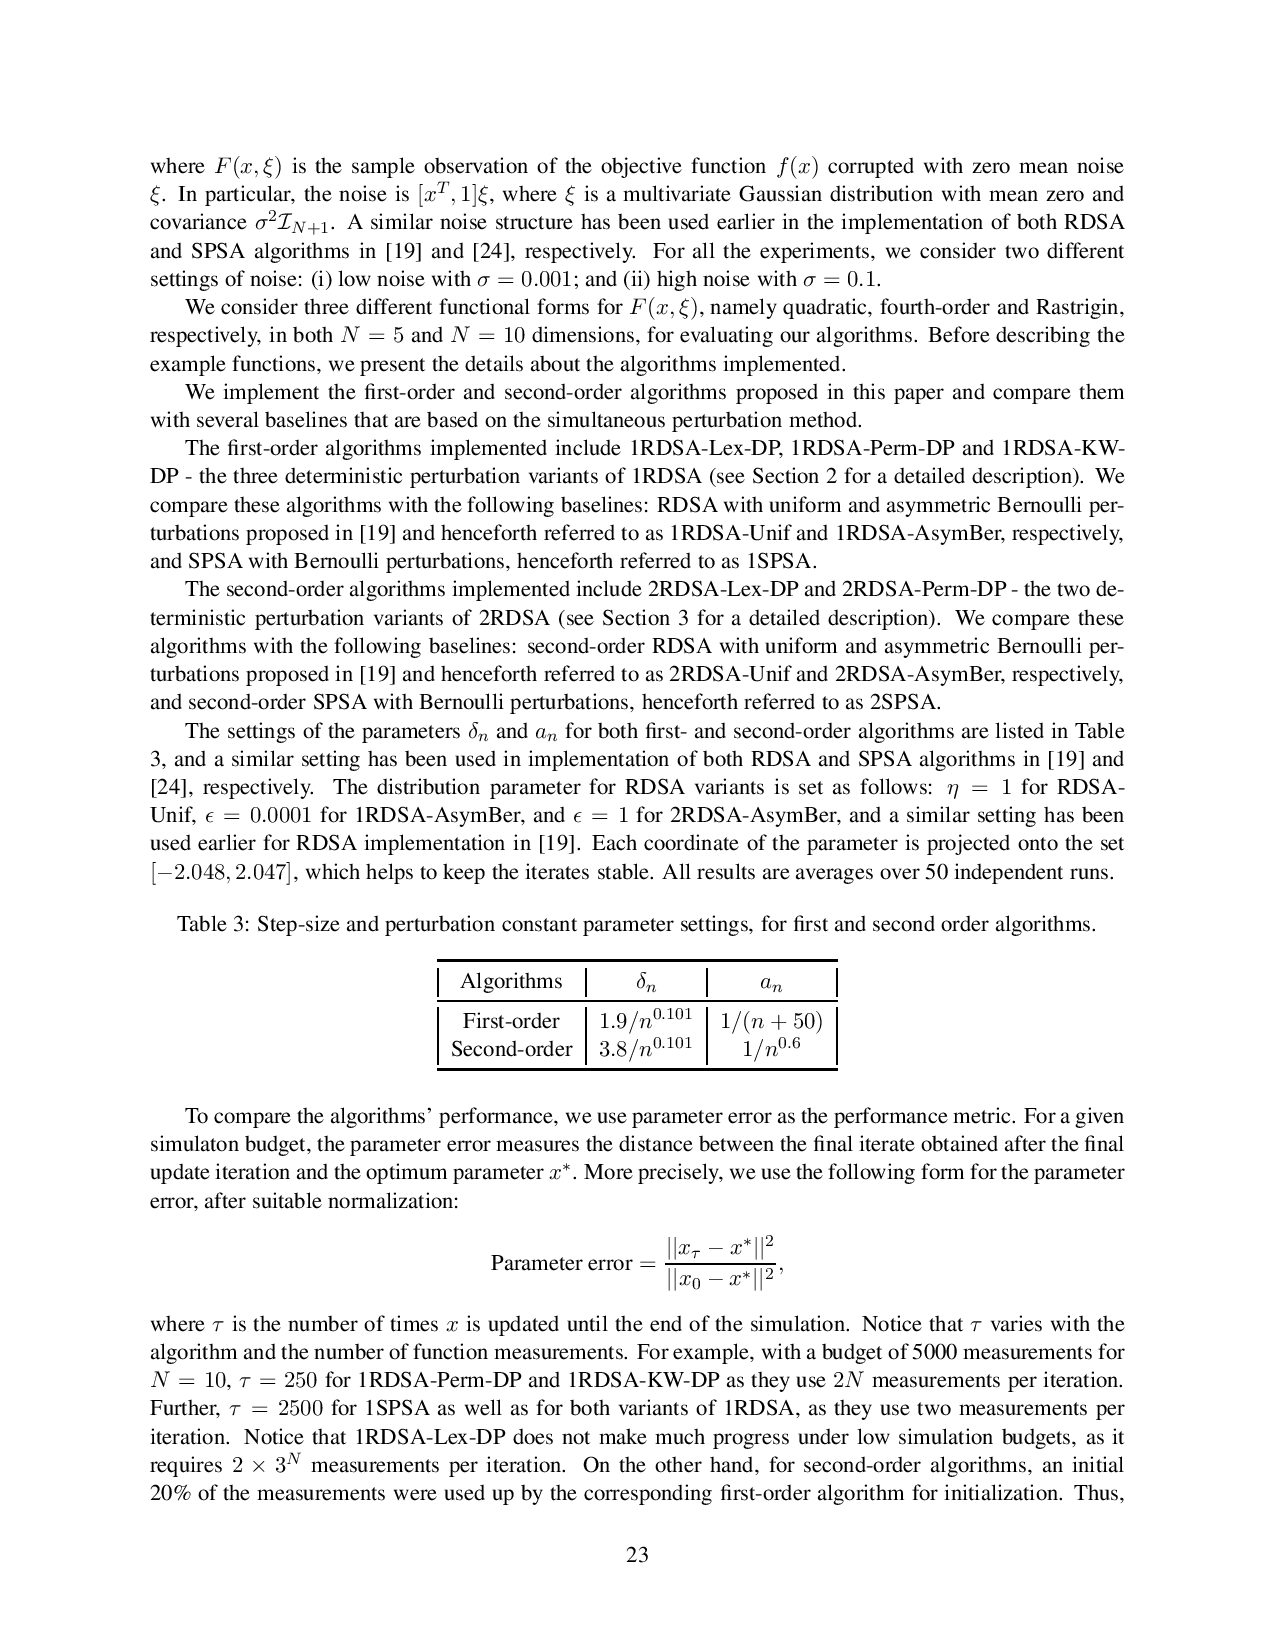 where F(x, ξ) is the sample observation of the objective function f(x) corrupted with zero mean noise
ξ. In particular, the noise is [x^T, 1]ξ, where ξ is a multivariate Gaussian distribution with mean zero and
covariance σ²I_{N+1}. A similar noise structure has been used earlier in the implementation of both RDSA
and SPSA algorithms in [19] and [24], respectively. For all the experiments, we consider two different
settings of noise: (i) low noise with σ = 0.001; and (ii) high noise with σ = 0.1.
We consider three different functional forms for F(x, ξ), namely quadratic, fourth-order and Rastrigin,
respectively, in both N = 5 and N = 10 dimensions, for evaluating our algorithms. Before describing the
example functions, we present the details about the algorithms implemented.
We implement the first-order and second-order algorithms proposed in this paper and compare them
with several baselines that are based on the simultaneous perturbation method.
The first-order algorithms implemented include 1RDSA-Lex-DP, 1RDSA-Perm-DP and 1RDSA-KW-
DP - the three deterministic perturbation variants of 1RDSA (see Section 2 for a detailed description). We
compare these algorithms with the following baselines: RDSA with uniform and asymmetric Bernoulli per-
turbations proposed in [19] and henceforth referred to as 1RDSA-Unif and 1RDSA-AsymBer, respectively,
and SPSA with Bernoulli perturbations, henceforth referred to as 1SPSA.
The second-order algorithms implemented include 2RDSA-Lex-DP and 2RDSA-Perm-DP - the two de-
terministic perturbation variants of 2RDSA (see Section 3 for a detailed description). We compare these
algorithms with the following baselines: second-order RDSA with uniform and asymmetric Bernoulli per-
turbations proposed in [19] and henceforth referred to as 2RDSA-Unif and 2RDSA-AsymBer, respectively,
and second-order SPSA with Bernoulli perturbations, henceforth referred to as 2SPSA.
The settings of the parameters δ_n and a_n for both first- and second-order algorithms are listed in Table
3, and a similar setting has been used in implementation of both RDSA and SPSA algorithms in [19] and
[24], respectively. The distribution parameter for RDSA variants is set as follows: η = 1 for RDSA-
Unif, ϵ = 0.0001 for 1RDSA-AsymBer, and ϵ = 1 for 2RDSA-AsymBer, and a similar setting has been
used earlier for RDSA implementation in [19]. Each coordinate of the parameter is projected onto the set
[−2.048, 2.047], which helps to keep the iterates stable. All results are averages over 50 independent runs.
Table 3: Step-size and perturbation constant parameter settings, for first and second order algorithms.
Algorithms δ_n a_n
First-order 1.9/n^{0.101} 1/(n + 50)
Second-order 3.8/n^{0.101} 1/n^{0.6}
To compare the algorithms' performance, we use parameter error as the performance metric. For a given
simulaton budget, the parameter error measures the distance between the final iterate obtained after the final
update iteration and the optimum parameter x*. More precisely, we use the following form for the parameter
error, after suitable normalization:
Parameter error = ||x_τ − x*||² / ||x_0 − x*||²,
where τ is the number of times x is updated until the end of the simulation. Notice that τ varies with the
algorithm and the number of function measurements. For example, with a budget of 5000 measurements for
N = 10, τ = 250 for 1RDSA-Perm-DP and 1RDSA-KW-DP as they use 2N measurements per iteration.
Further, τ = 2500 for 1SPSA as well as for both variants of 1RDSA, as they use two measurements per
iteration. Notice that 1RDSA-Lex-DP does not make much progress under low simulation budgets, as it
requires 2 × 3^N measurements per iteration. On the other hand, for second-order algorithms, an initial
20% of the measurements were used up by the corresponding first-order algorithm for initialization. Thus,
23